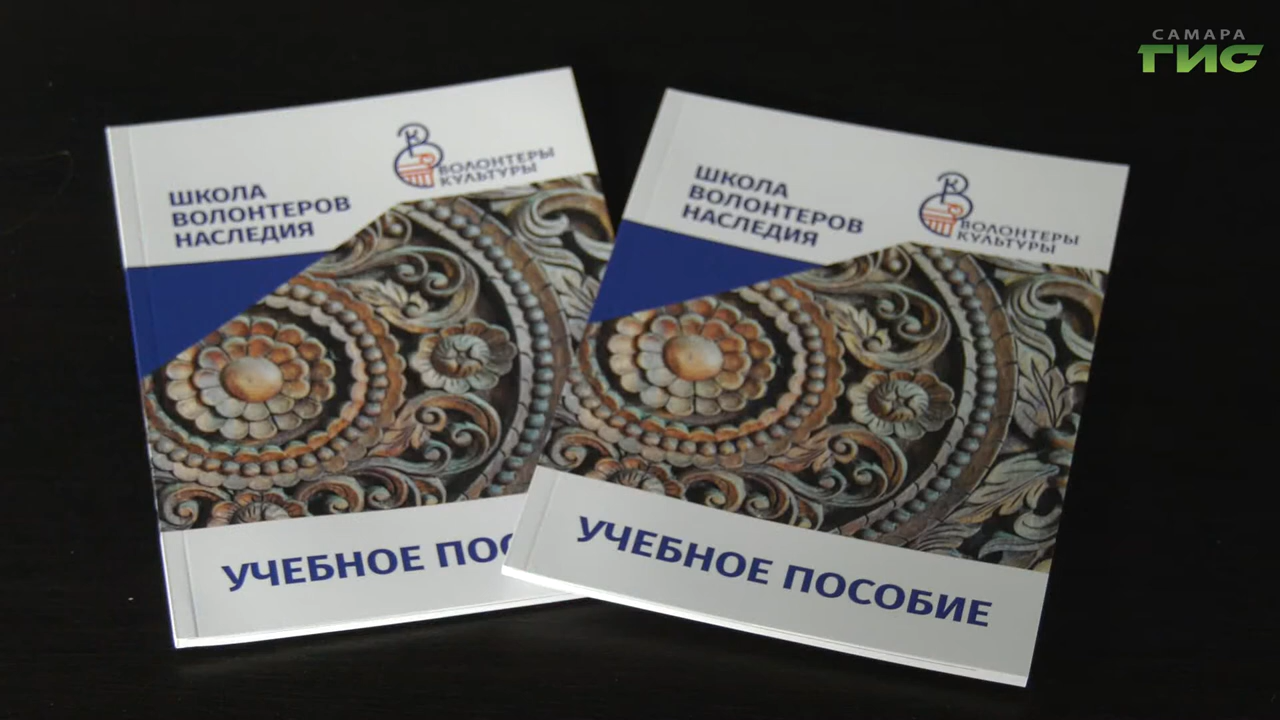 САМАРА
ГИС
ШКОЛА
ВОЛОНТЕРОВ
НАСЛЕДИЯ
ВОЛОНТЕРЫ
КУЛЬТУРЫ
УЧЕБНОЕ ПОС
ШКОЛА
ВОЛОНТЕРОВ
НАСЛЕДИЯ
ВОЛОНТЕРЫ
КУЛЬТУРЫ
УЧЕБНОЕ ПОСОБИЕ